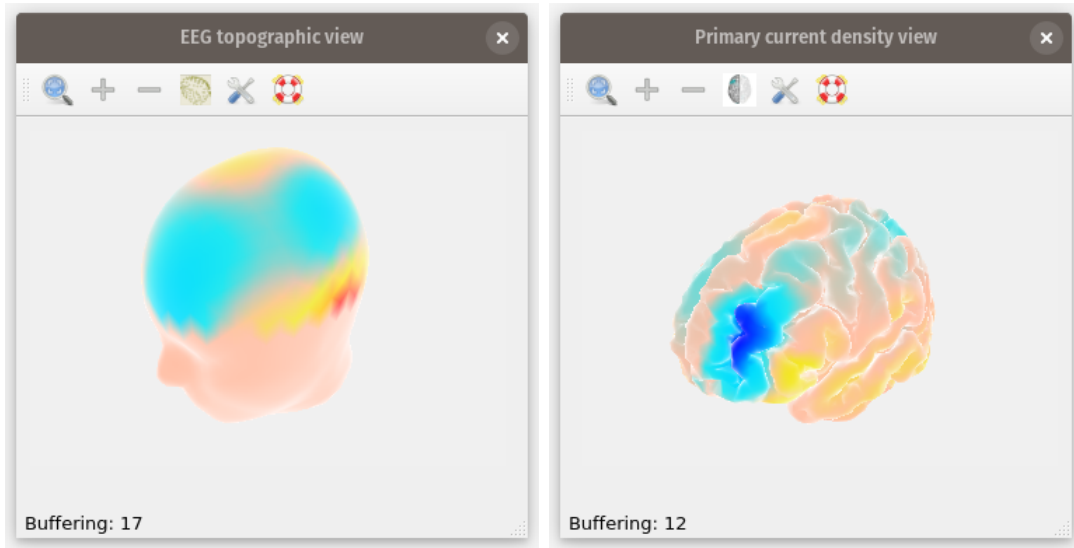 EEG topographic view
Buffering: 17
Primary current density view
Buffering: 12